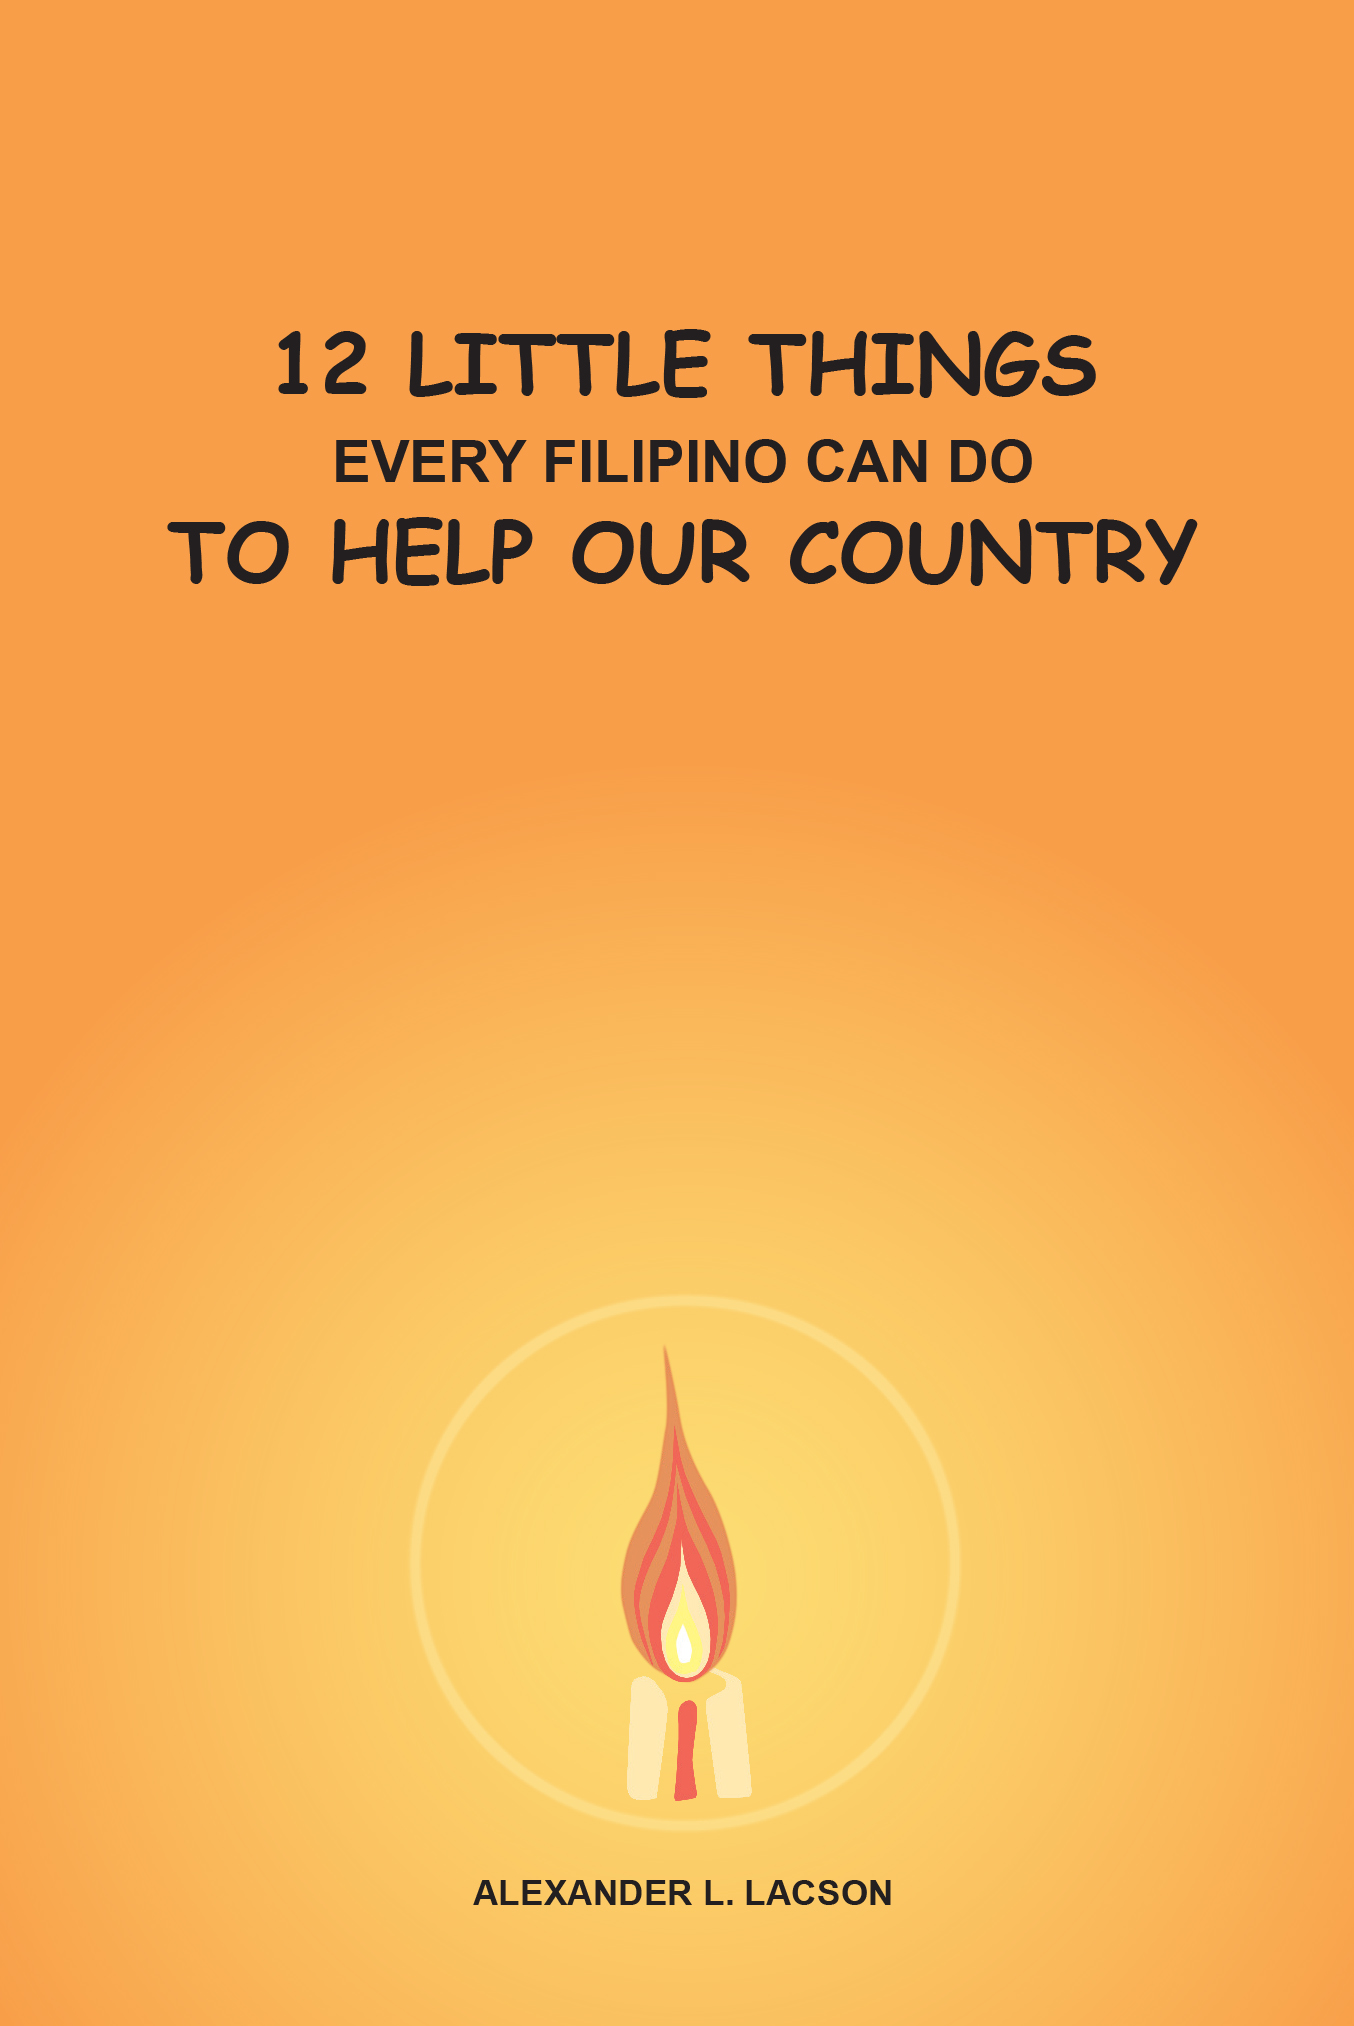 12 LITTLE THINGS
EVERY FILIPINO CAN DO
TO HELP OUR COUNTRY
ALEXANDER L. LACSON